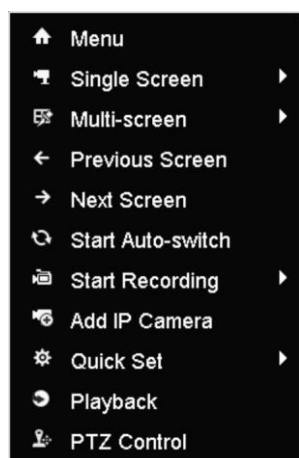 Menu
Single Screen
Multi-screen
Previous Screen
Next Screen
Start Auto-switch
Start Recording
Add IP Camera
Quick Set
Playback
PTZ Control